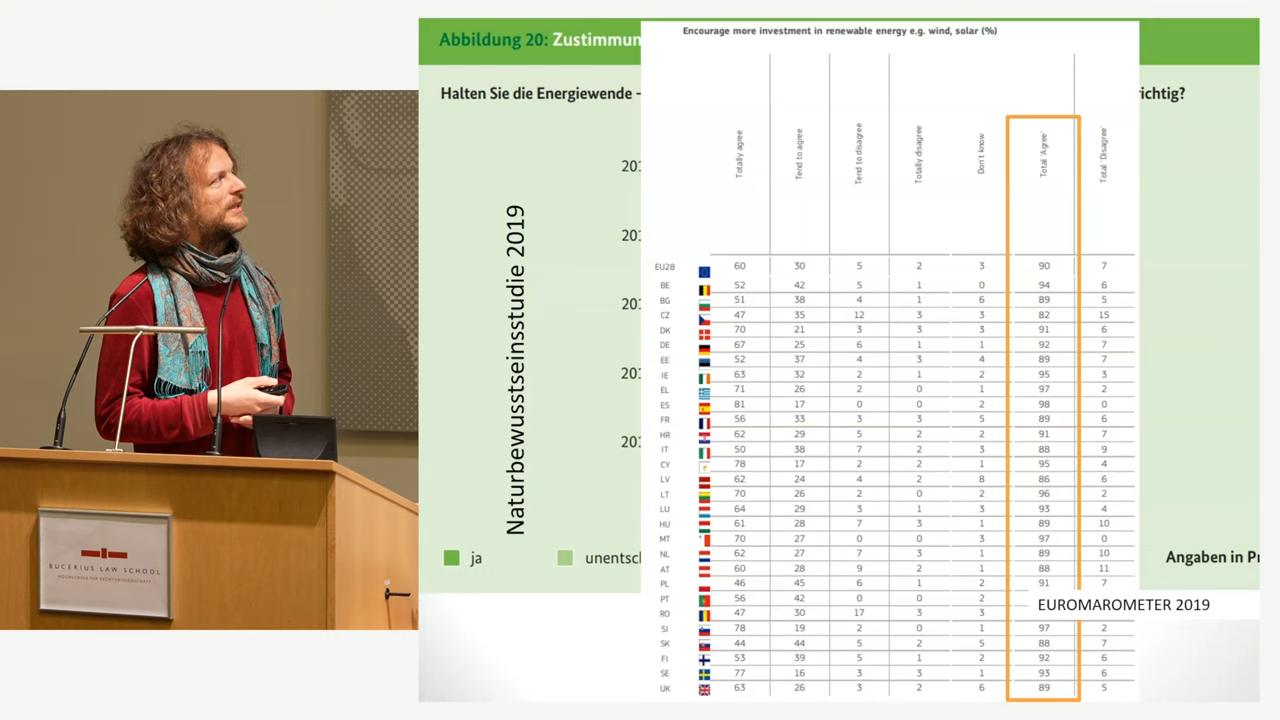 Abbildung 20: Zustimmun
Halten Sie die Energiewende –
richtig?
201
201
201
201
201
Naturbewusstseinsstudie 2019
ja
unentscl
Angaben in Pr
Encourage more investment in renewable energy e.g. wind, solar (%)
Totally agree Tend to agree Tend to disagree Totally disagree Don't know Total 'Agree' Total 'Disagree'
EU28 60 30 5 2 3 90 7
BE 52 42 5 1 0 94 6
BG 51 38 4 1 6 89 5
CZ 47 35 12 3 3 82 15
DK 70 21 3 3 3 91 6
DE 67 25 6 1 1 92 7
EE 52 37 4 3 4 89 7
IE 63 32 2 1 2 95 3
EL 71 26 2 0 1 97 2
ES 81 17 0 0 2 98 0
FR 56 33 3 3 5 89 6
HR 62 29 5 2 2 91 7
IT 50 38 7 2 3 88 9
CY 78 17 2 2 1 95 4
LV 62 24 4 2 8 86 6
LT 70 26 2 0 2 96 2
LU 64 29 3 1 3 93 4
HU 61 28 7 3 1 89 10
MT 70 27 0 0 3 97 0
NL 62 27 7 3 1 89 10
AT 60 28 9 2 1 88 11
PL 46 45 6 1 2 91 7
PT 56 42 0 0 2
RO 47 30 17 3 3
SI 78 19 2 0 1 97 2
SK 44 44 5 2 5 88 7
FI 53 39 5 1 2 92 6
SE 77 16 3 3 1 93 6
UK 63 26 3 2 6 89 5
EUROMAROMETER 2019
BUCERIUS LAW SCHOOL
HOCHSCHULE FÜR RECHTSWISSENSCHAFT